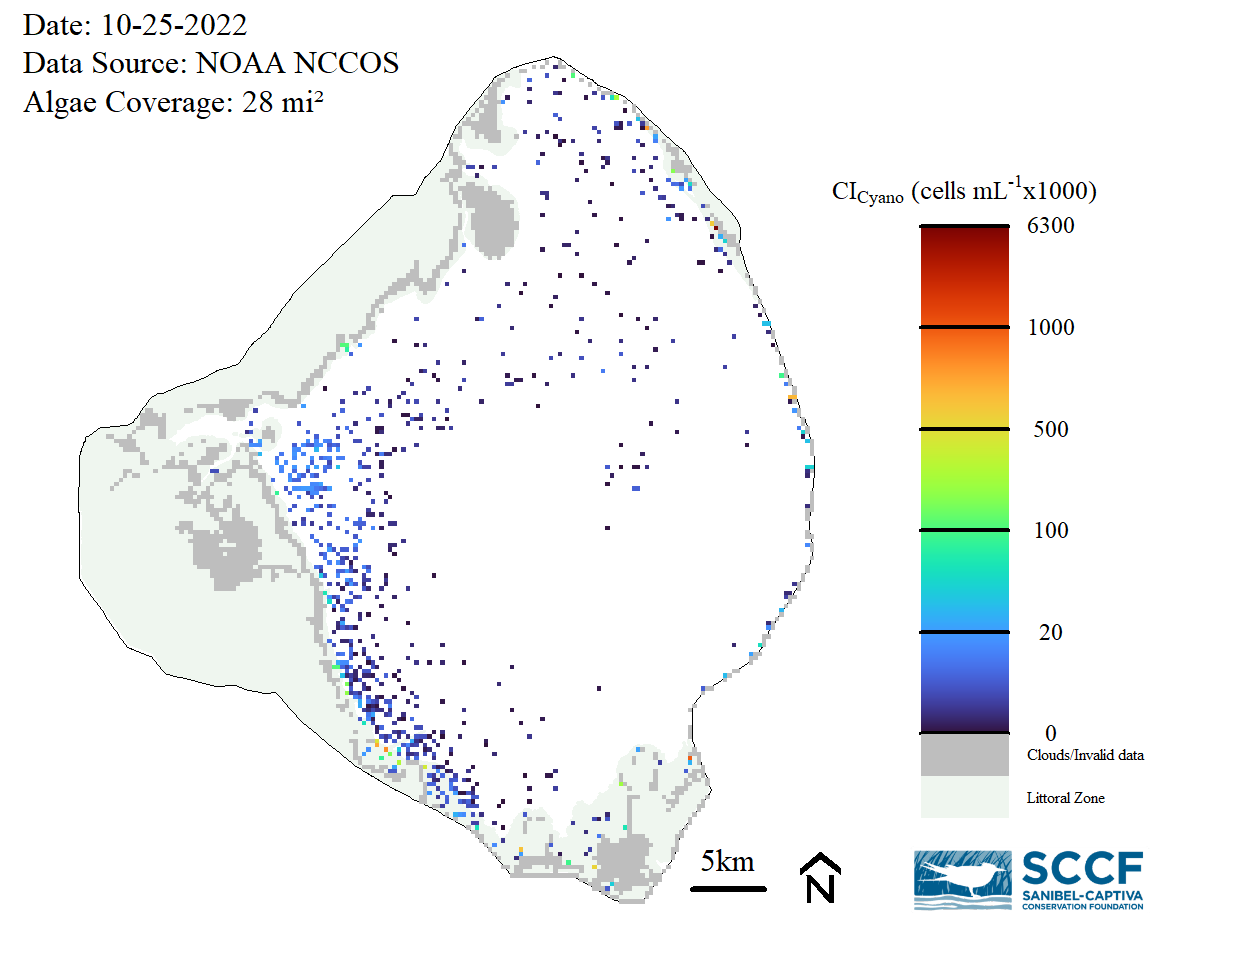 Date: 10-25-2022
Data Source: NOAA NCCOS
Algae Coverage: 28 mi²
CICyano (cells mL-1x1000)
6300
1000
500
100
20
0
Clouds/Invalid data
Littoral Zone
5km
N
SCCF
SANIBEL-CAPTIVA
CONSERVATION FOUNDATION